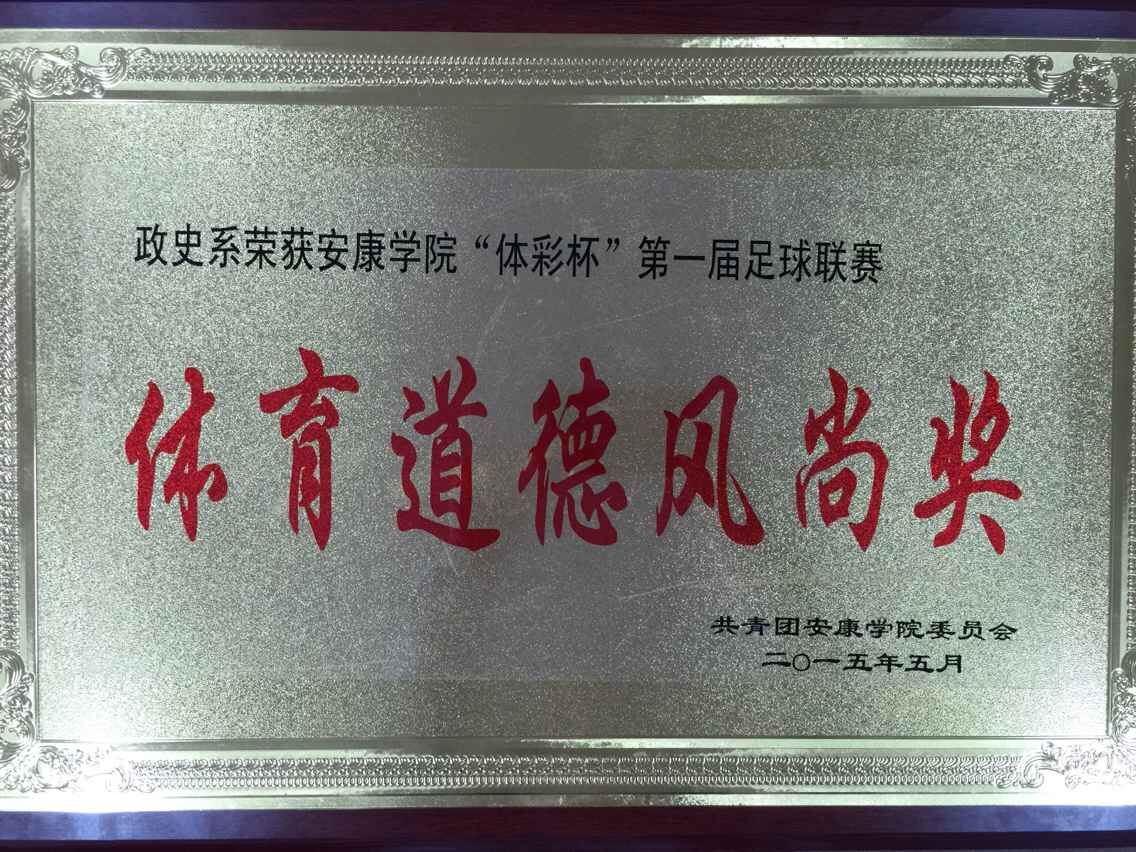 政史系荣获安康学院“体彩杯”第一届足球联赛
体育道德风尚奖
共青团安康学院委员会
二〇一五年五月